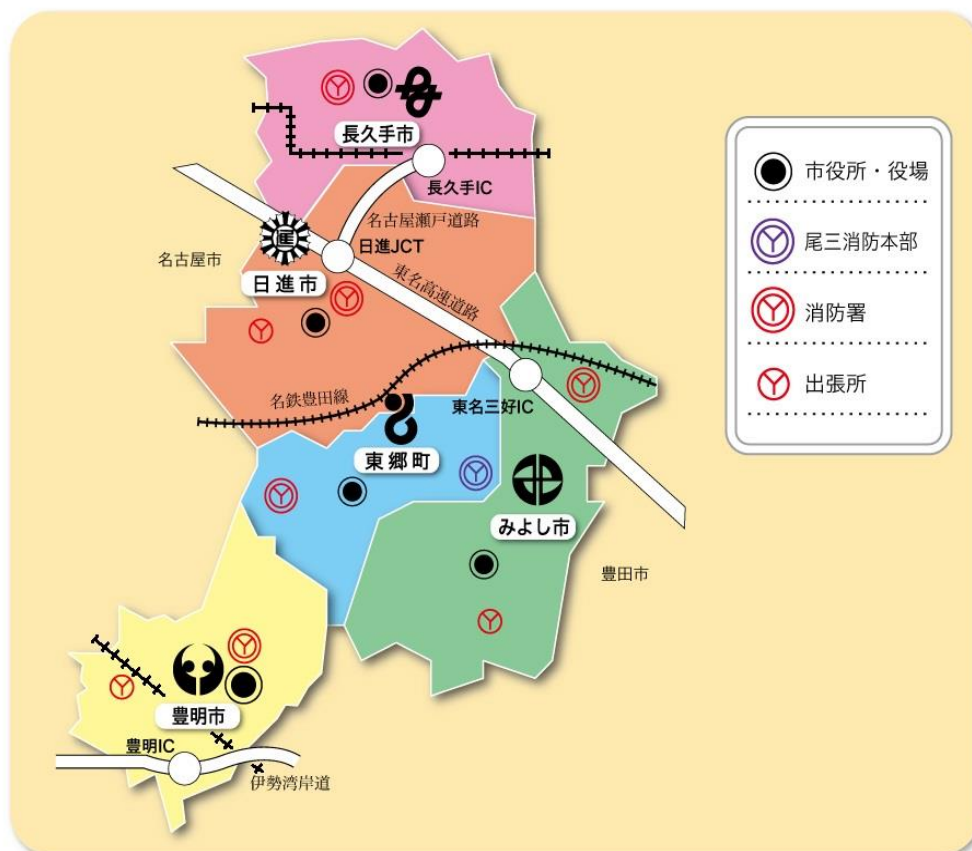 長久手市
長久手IC
名古屋瀬戸道路
日進JCT
名古屋市
日進市
東名高速道路
名鉄豊田線
東名三好IC
東郷町
みよし市
豊田市
豊明市
豊明IC
伊勢湾岸道
市役所・役場
尾三消防本部
消防署
出張所